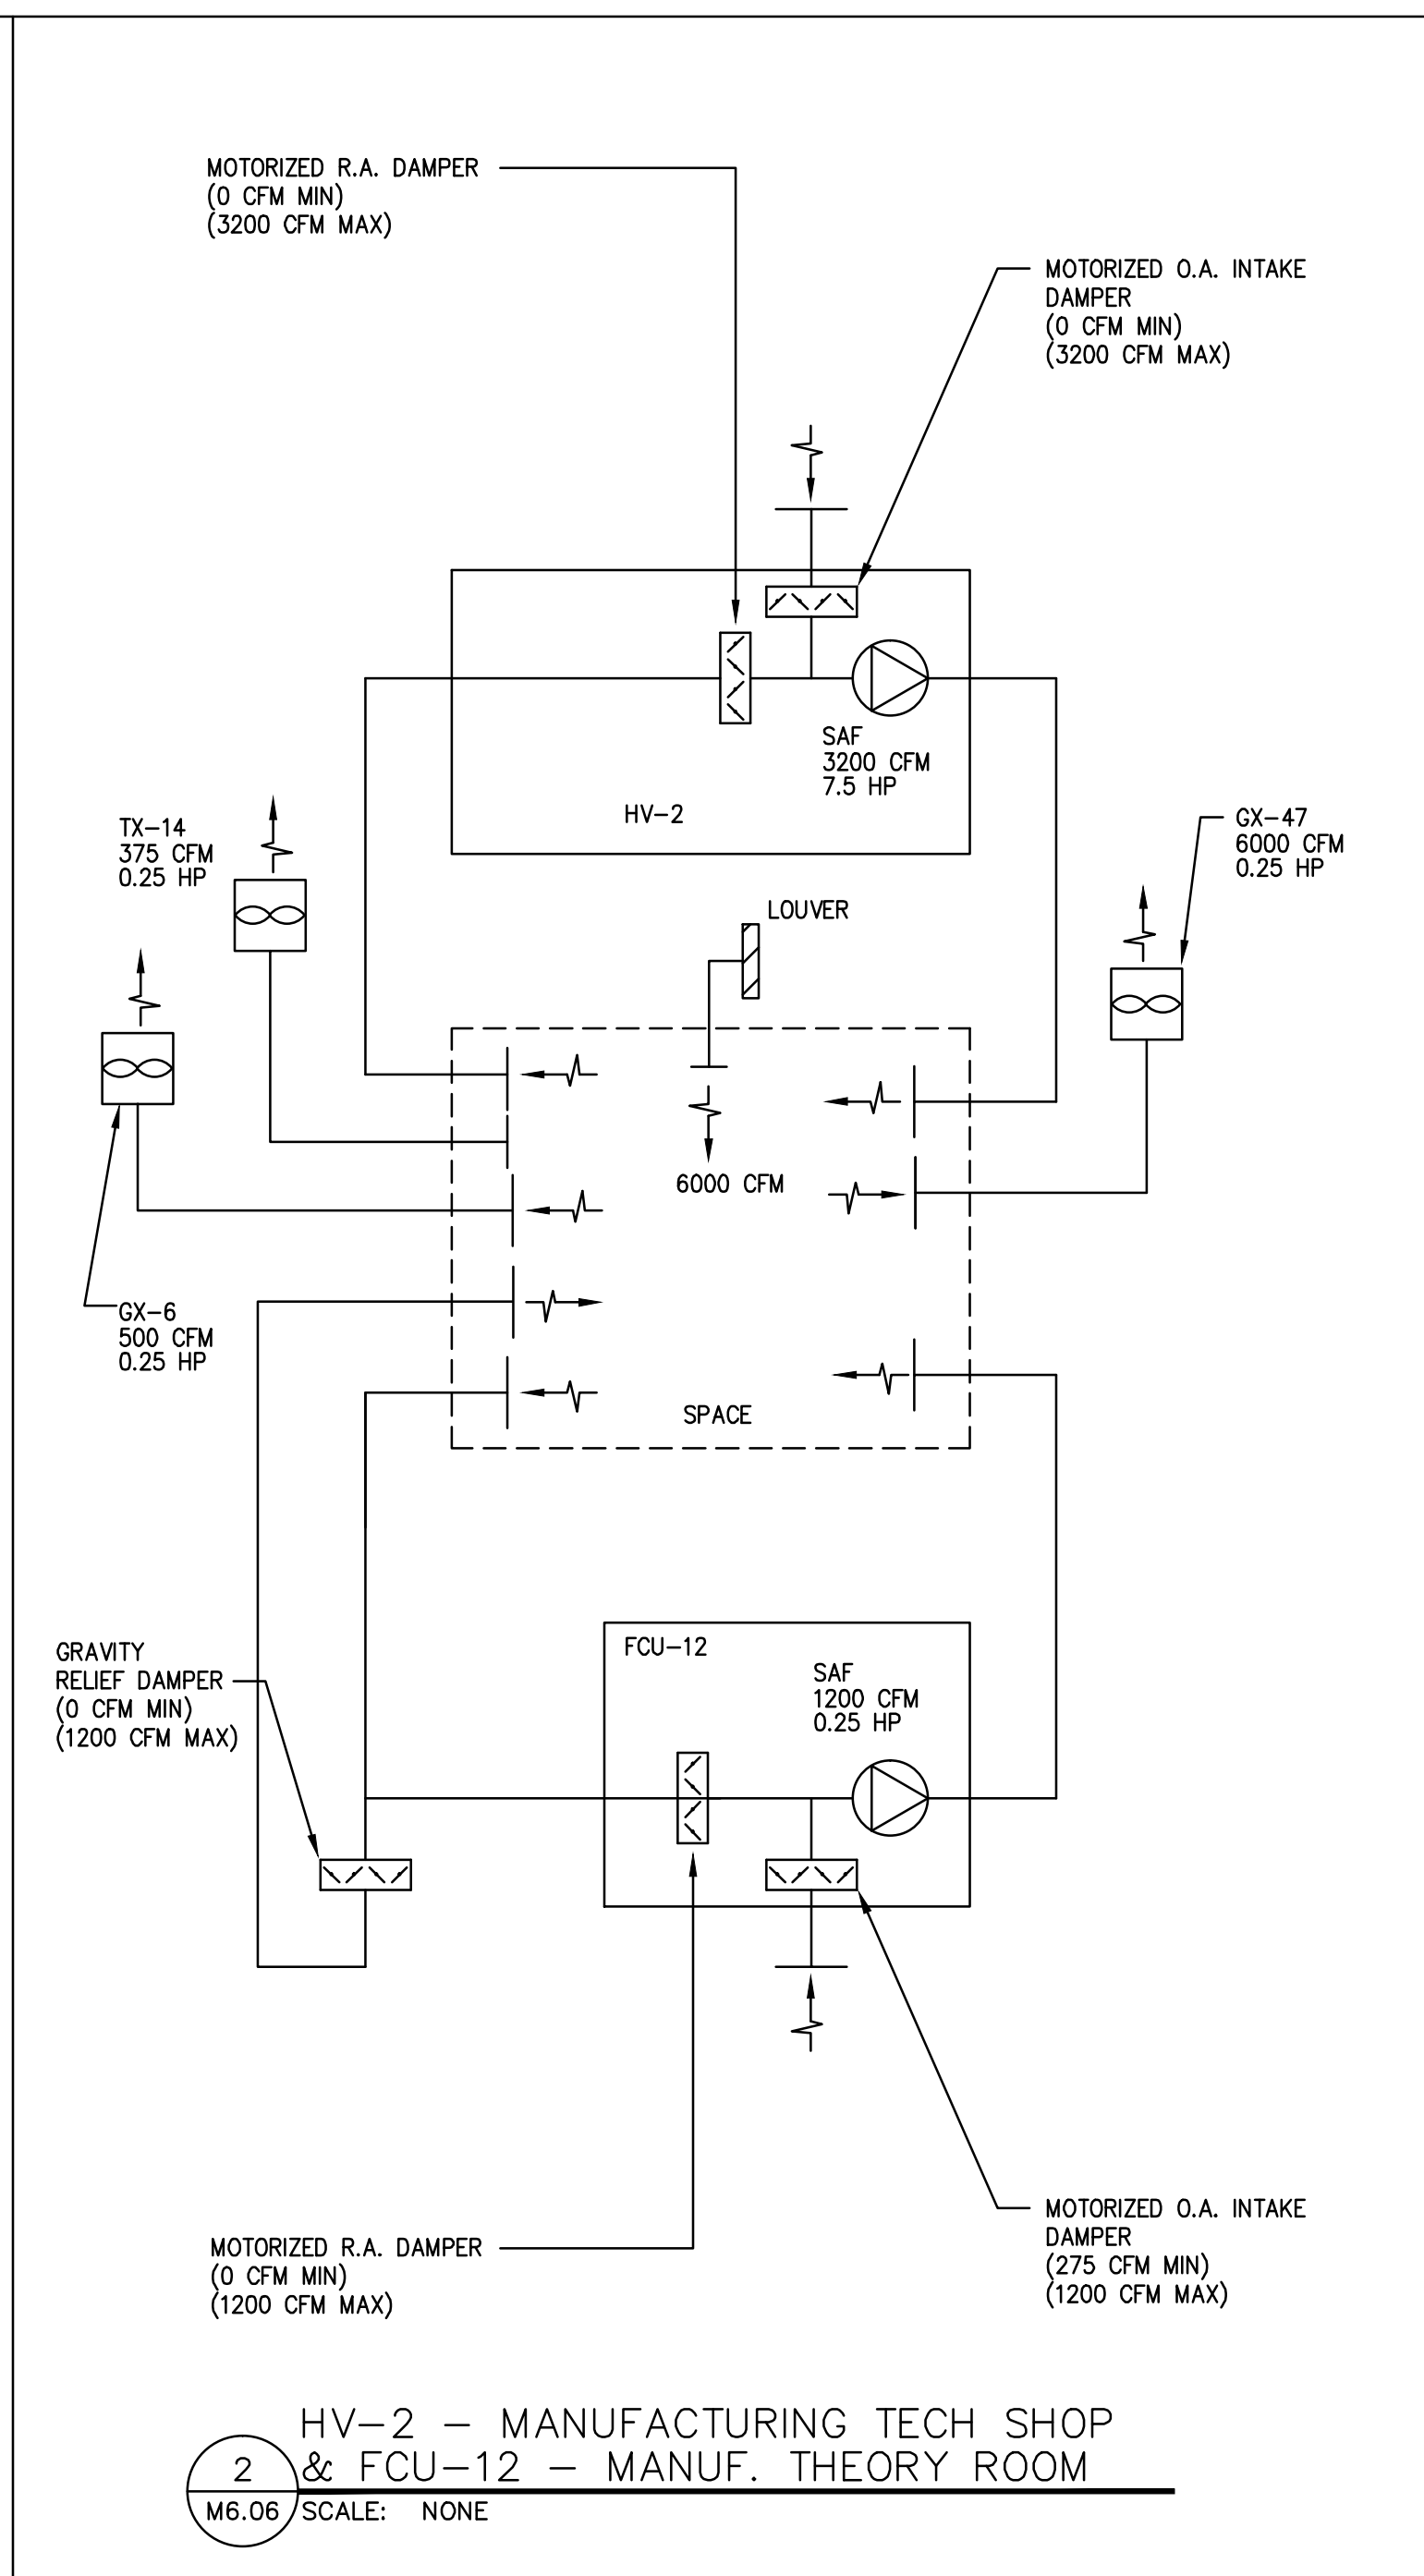 MOTORIZED R.A. DAMPER
(0 CFM MIN)
(3200 CFM MAX)
MOTORIZED O.A. INTAKE
DAMPER
(0 CFM MIN)
(3200 CFM MAX)
SAF
3200 CFM
7.5 HP
HV-2
TX-14
375 CFM
0.25 HP
GX-47
6000 CFM
0.25 HP
LOUVER
6000 CFM
GX-6
500 CFM
0.25 HP
SPACE
GRAVITY
RELIEF DAMPER
(0 CFM MIN)
(1200 CFM MAX)
FCU-12
SAF
1200 CFM
0.25 HP
MOTORIZED R.A. DAMPER
(0 CFM MIN)
(1200 CFM MAX)
MOTORIZED O.A. INTAKE
DAMPER
(275 CFM MIN)
(1200 CFM MAX)
HV-2 - MANUFACTURING TECH SHOP
& FCU-12 - MANUF. THEORY ROOM
2
M6.06
SCALE: NONE